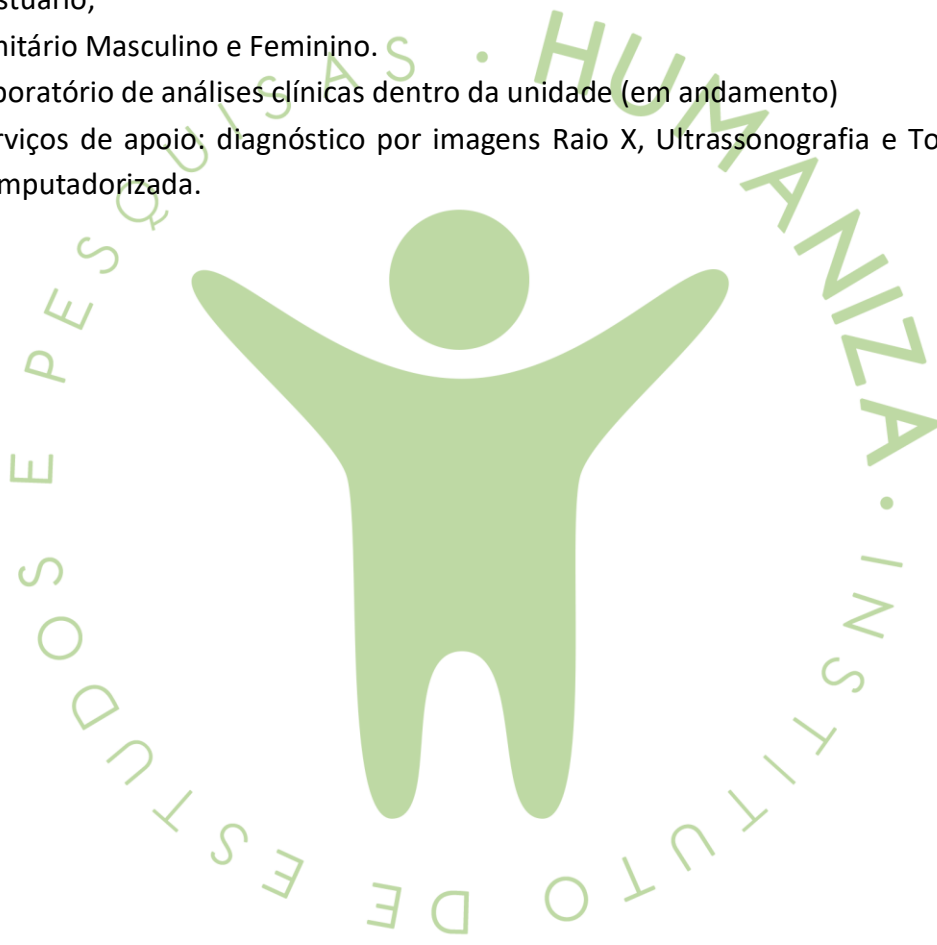 stuário;
nitário Masculino e Feminino.
boratório de análises clínicas dentro da unidade (em andamento)
rviços de apoio: diagnóstico por imagens Raio X, Ultrassonografia e To
mputadorizada.
HUMANIZA • INSTITUTO DE ESTUDOS E PESQUISAS •